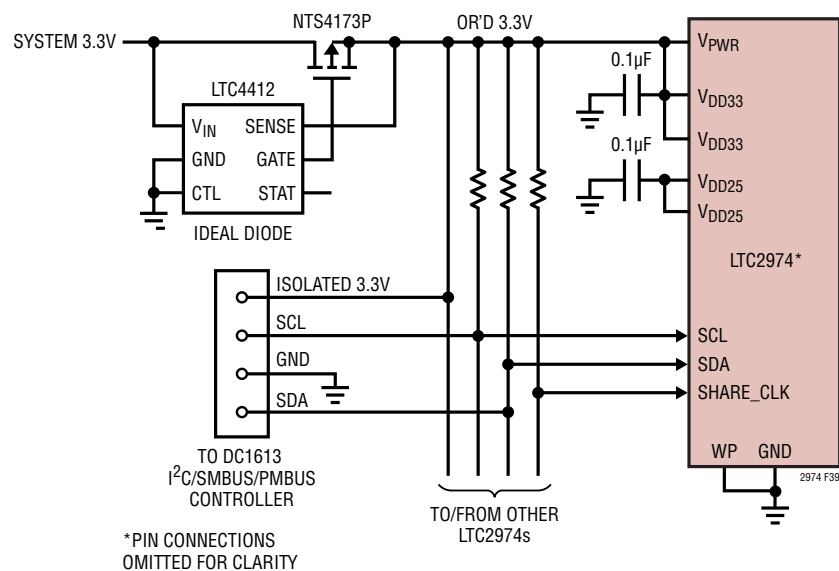 SYSTEM 3.3V
NTS4173P
OR'D 3.3V
LTC4412
VIN
SENSE
GND
GATE
CTL
STAT
IDEAL DIODE
0.1µF
0.1µF
VPWR
VDD33
VDD33
VDD25
VDD25
LTC2974*
ISOLATED 3.3V
SCL
GND
SDA
SCL
SDA
SHARE_CLK
WP
GND
2974 F39
TO DC1613
I2C/SMBUS/PMBUS
CONTROLLER
TO/FROM OTHER
LTC2974s
*PIN CONNECTIONS
OMITTED FOR CLARITY